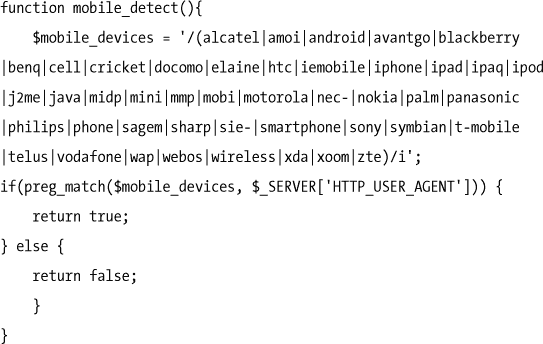 function mobile_detect(){
    $mobile_devices = '/(alcatel|amoi|android|avantgo|blackberry
|benq|cell|cricket|docomo|elaine|htc|iemobile|iphone|ipad|ipaq|ipod
|j2me|java|midp|mini|mmp|mobi|motorola|nec-|nokia|palm|panasonic
|philips|phone|sagem|sharp|sie-|smartphone|sony|symbian|t-mobile
|telus|vodafone|wap|webos|wireless|xda|xoom|zte)/i';
if(preg_match($mobile_devices, $_SERVER['HTTP_USER_AGENT'])) {
    return true;
} else {
    return false;
    }
}